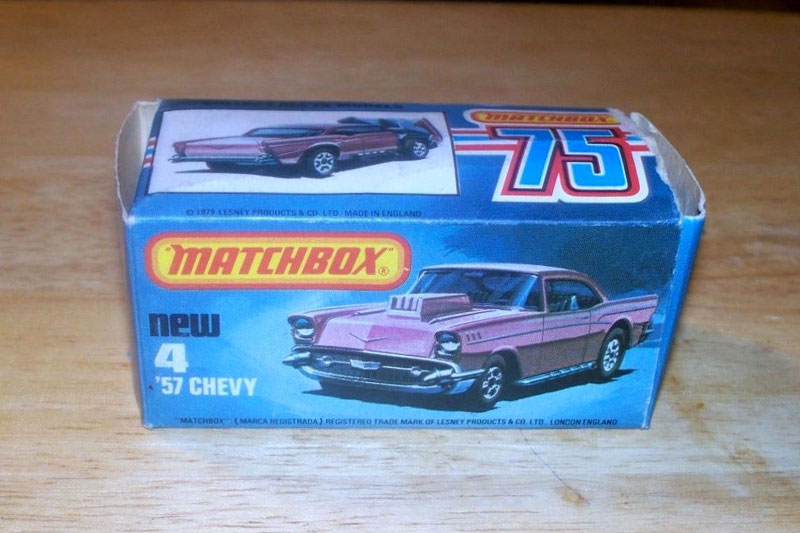 "MATCHBOX"
75
© 1979 LESNEY PRODUCTS & CO. LTD. MADE IN ENGLAND
"MATCHBOX"®
new
4
'57 CHEVY
"MATCHBOX" (MARCA REGISTRADA) REGISTERED TRADE MARK OF LESNEY PRODUCTS & CO. LTD. LONDON ENGLAND